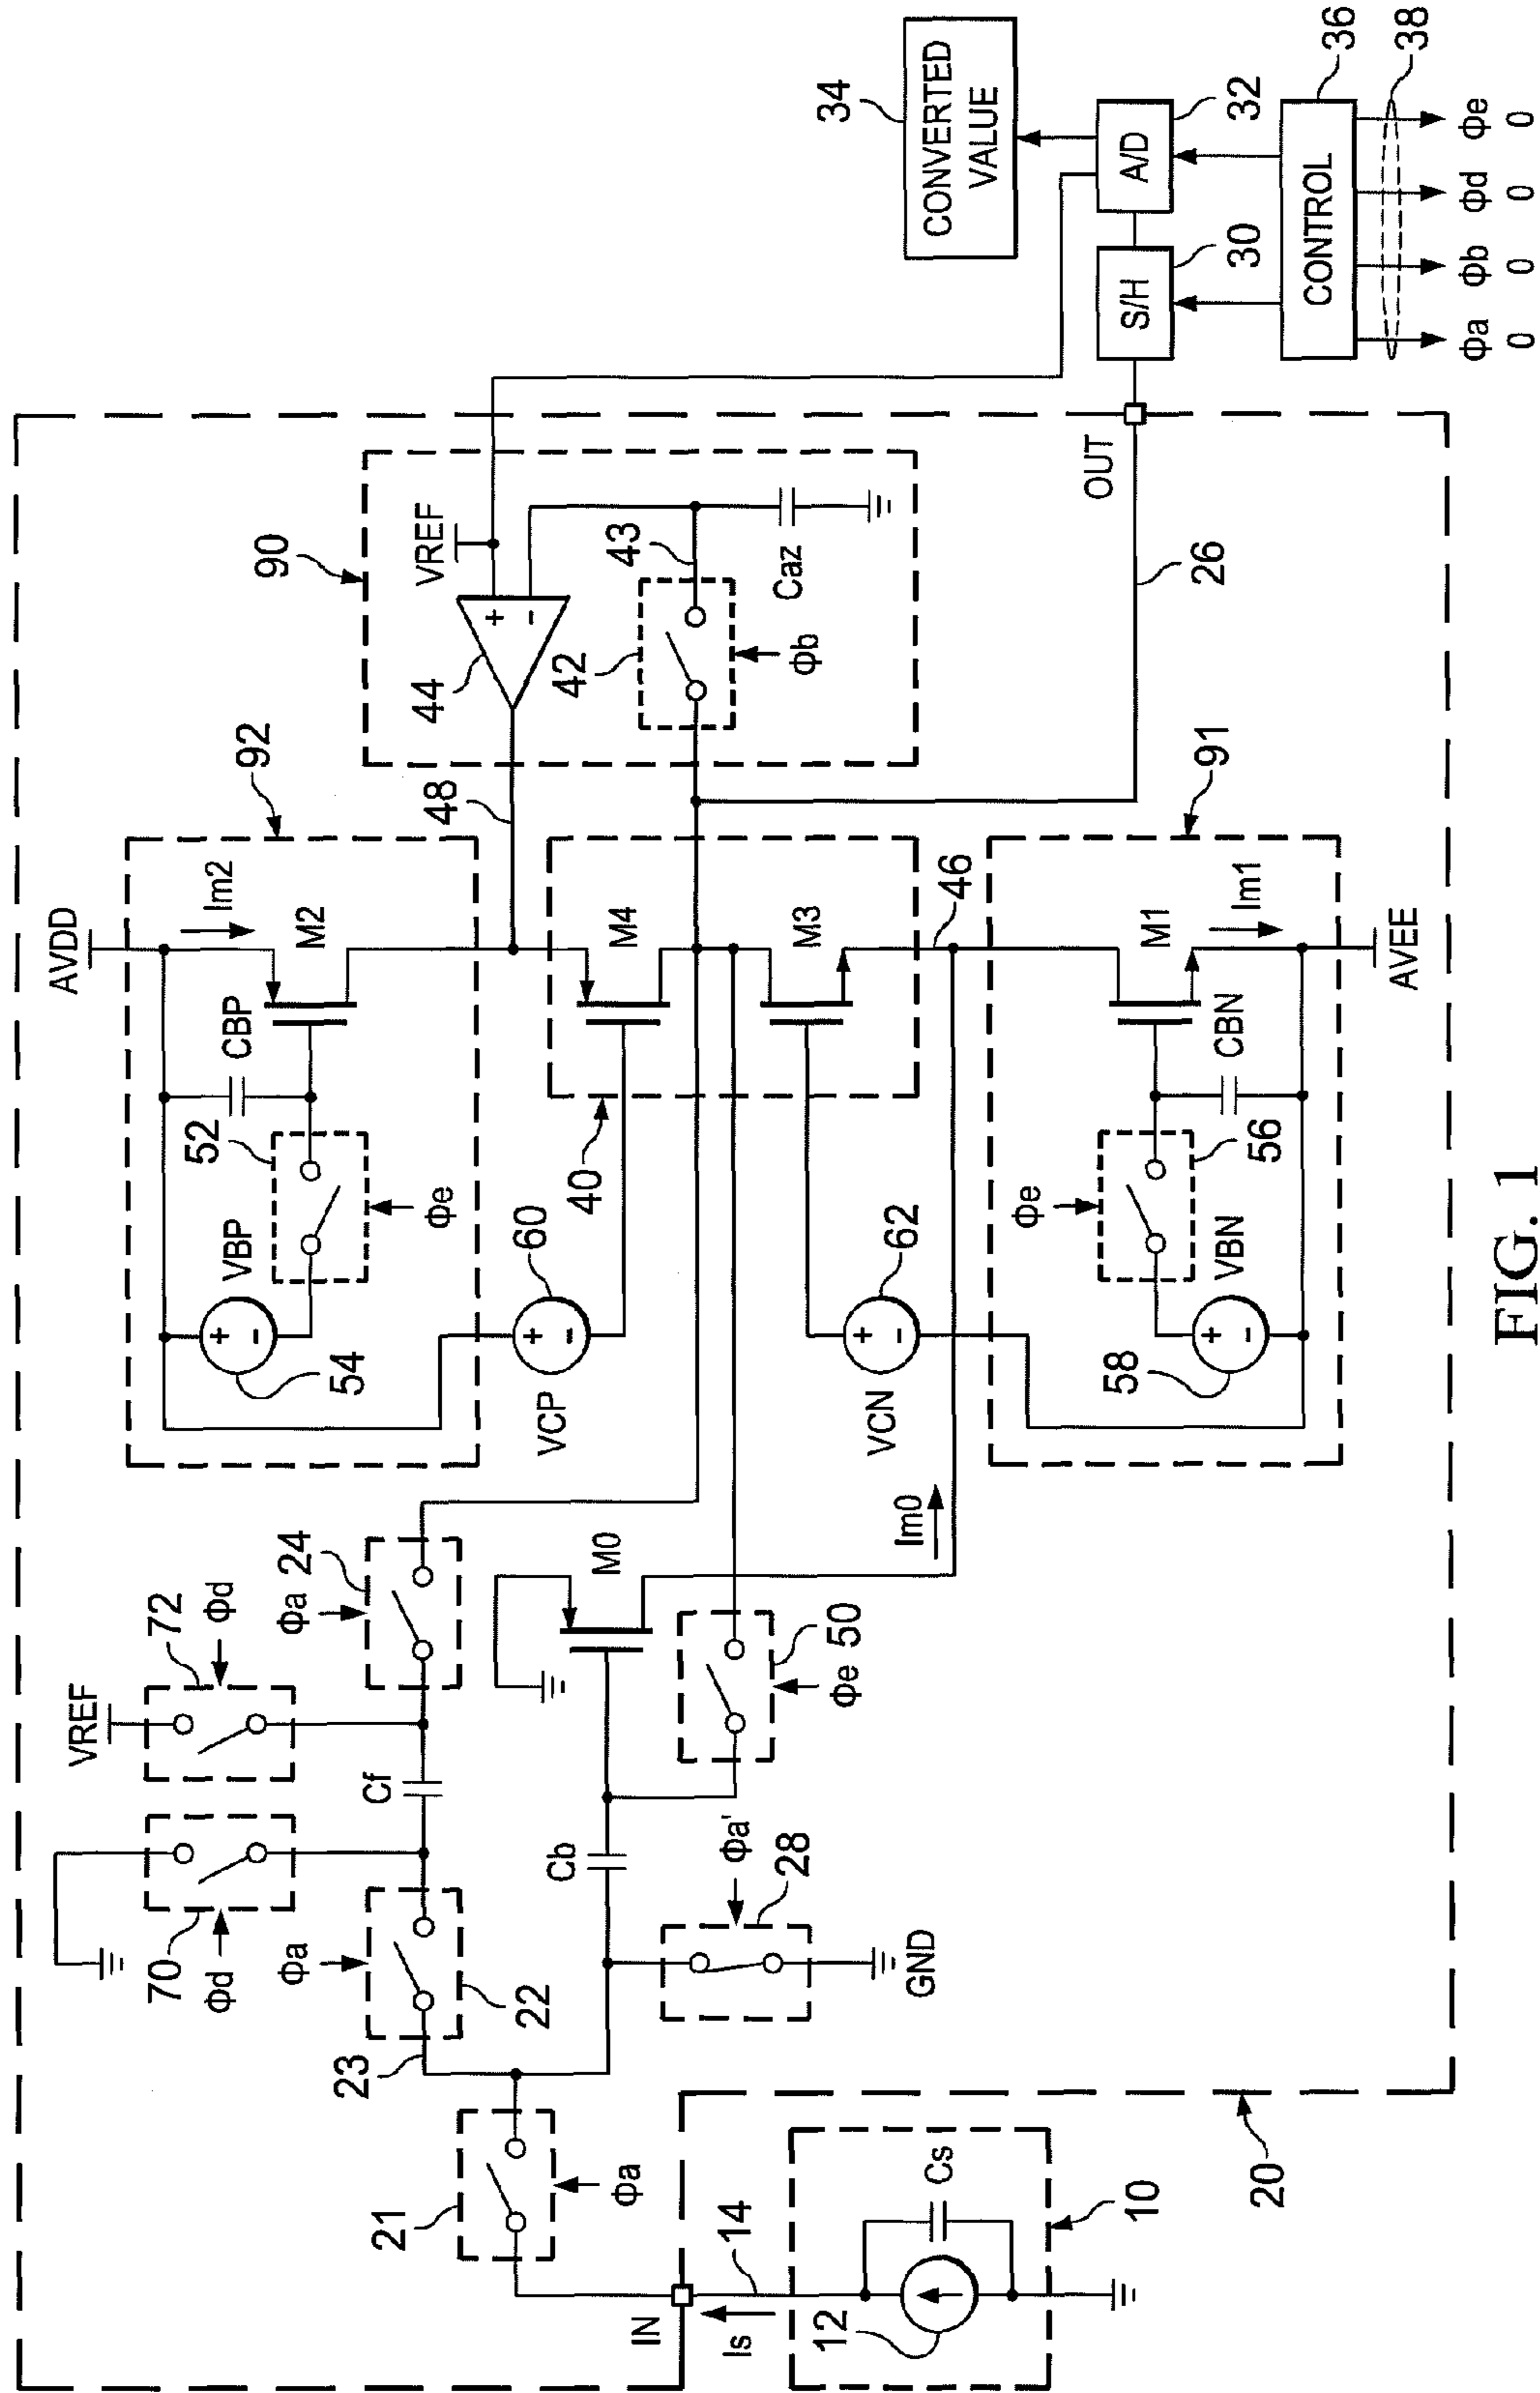 20
AVDD
92
Im2
M2
CBP
52
VBP
Φe
54
+
-
48
90
VREF
44
+
-
42
43
Φb
Caz
34
CONVERTED
VALUE
32
A/D
30
S/H
36
CONTROL
38
Φa
Φb
Φd
Φe
0
0
0
0
OUT
26
VREF
72
Φd
Φa
24
70
Φd
Cf
Φa
22
23
M0
Im0
Φe
50
Cb
Φa'
28
GND
21
Φa
60
+
-
VCP
40
M4
M3
62
+
-
VCN
46
91
M1
Im1
CBN
56
Φe
VBN
58
+
-
AVEE
IN
Is
14
12
Cs
10
FIG. 1